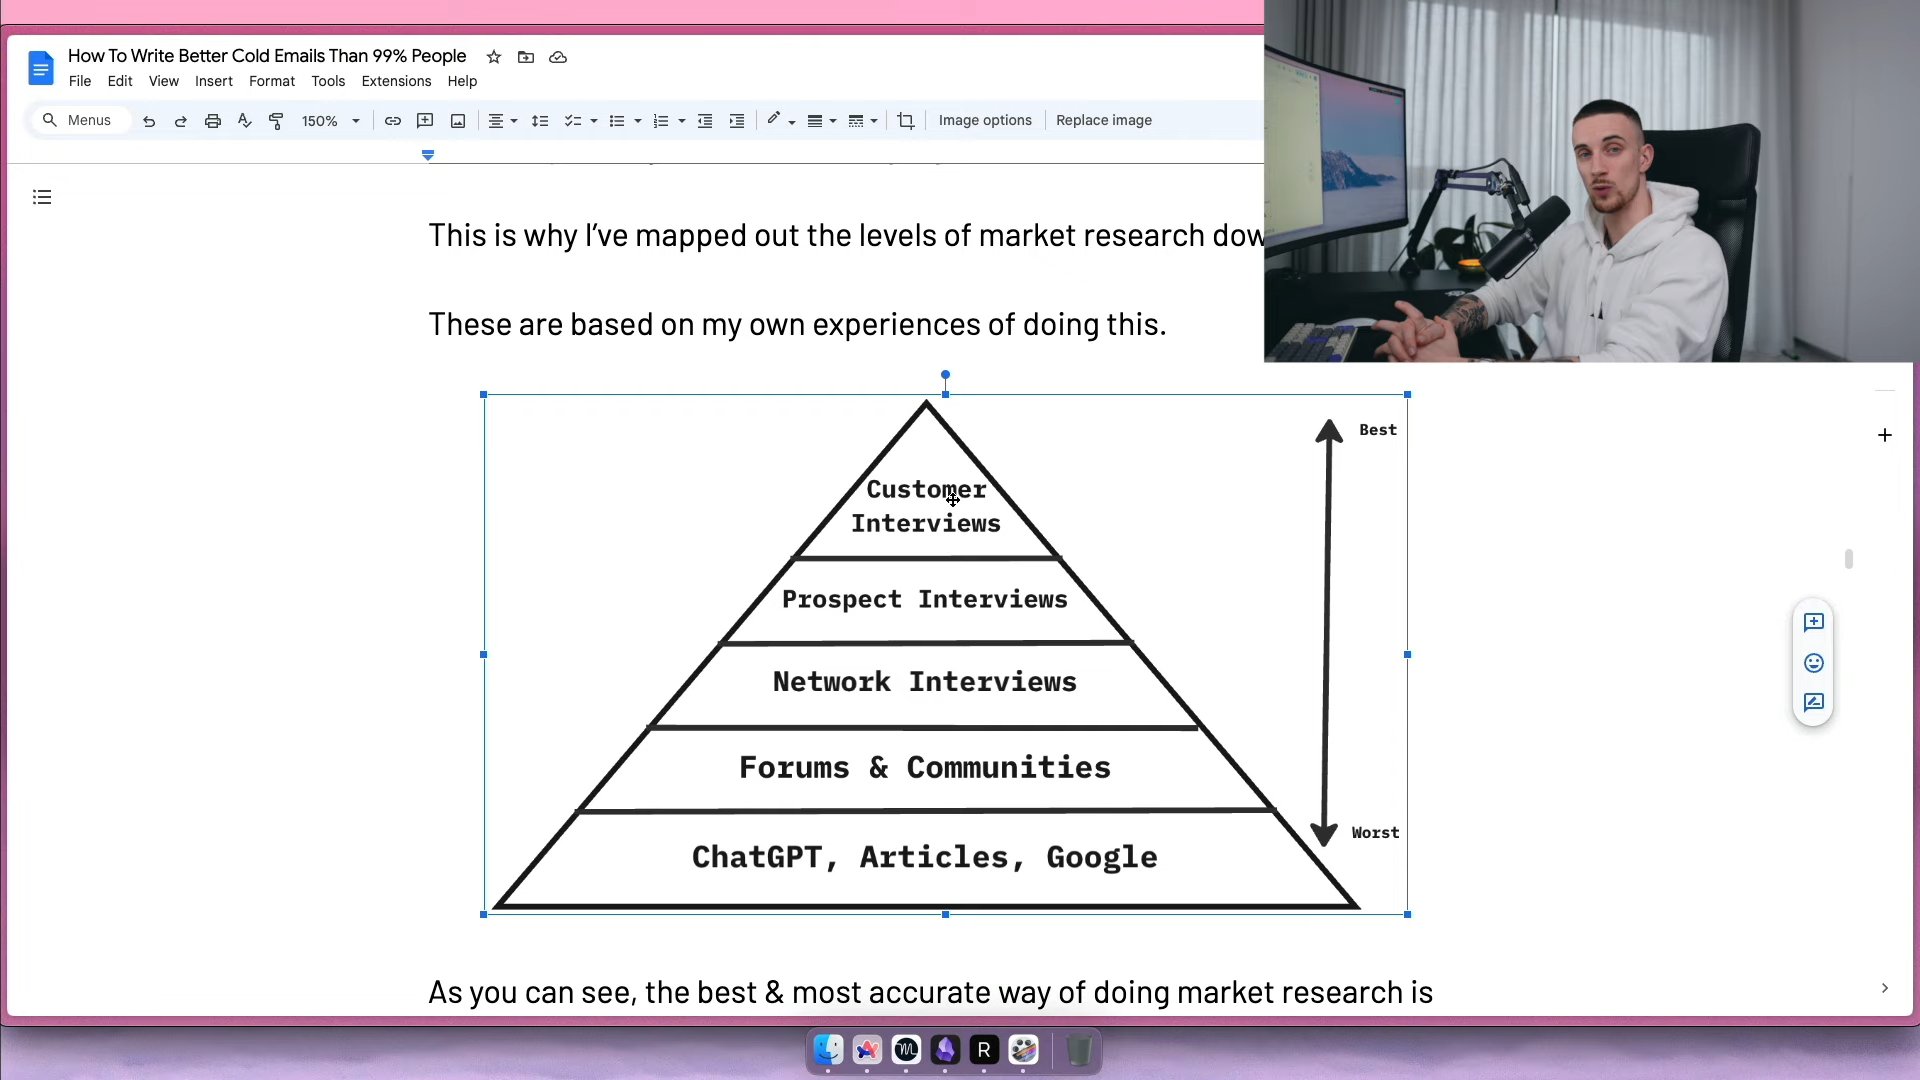 How To Write Better Cold Emails Than 99% People
File Edit View Insert Format Tools Extensions Help
Menus 150% Image options Replace image
This is why I've mapped out the levels of market research
These are based on my own experiences of doing this.
Best
Customer
Interviews
Prospect Interviews
Network Interviews
Forums & Communities
Worst
ChatGPT, Articles, Google
As you can see, the best & most accurate way of doing market research is
R